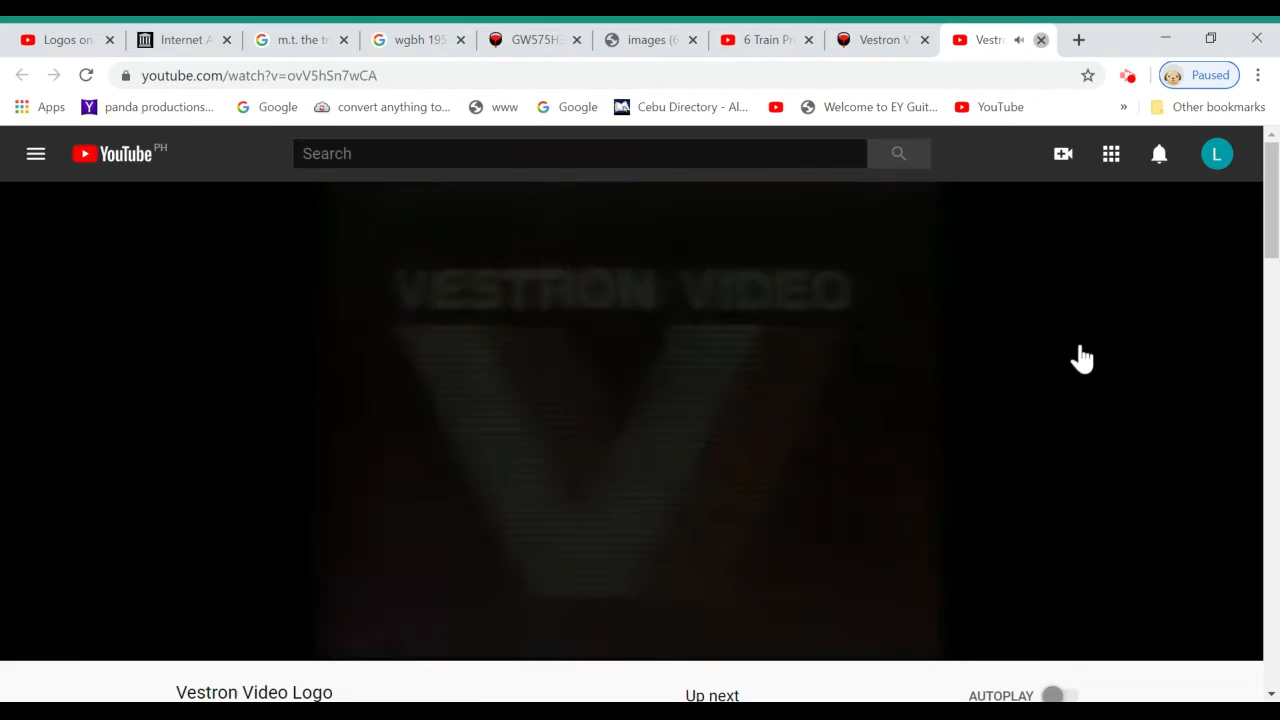 Logos on
Internet A
m.t. the tr
wgbh 195
GW575H
images (6
6 Train Pr
Vestron V
Vestr
youtube.com/watch?v=ovV5hSn7wCA
Paused
Apps
panda productions...
Google
convert anything to...
www
Google
Cebu Directory, Al...
Welcome to EY Guit...
YouTube
»
Other bookmarks
YouTube PH
Search
L
VESTRON VIDEO
V
Vestron Video Logo
Up next
AUTOPLAY